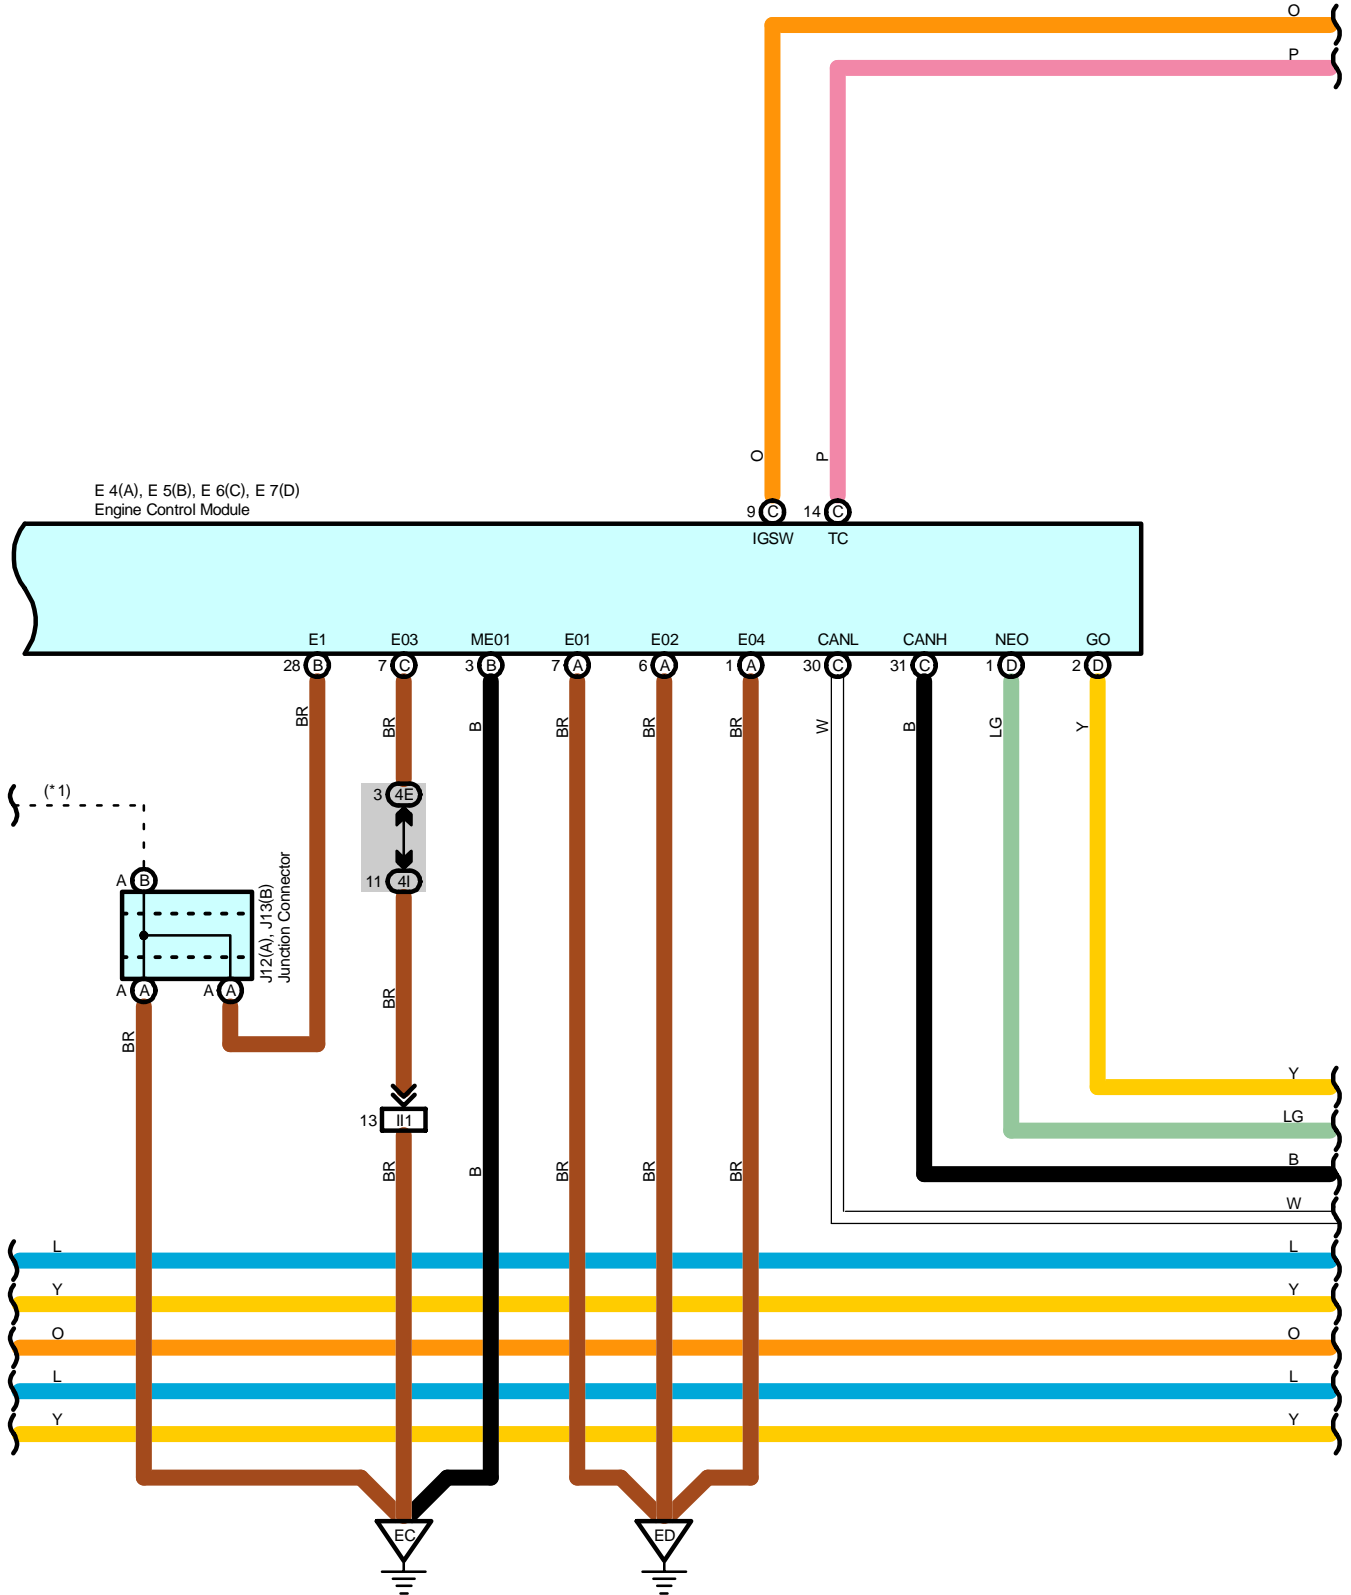 O
P
O
P
E 4(A), E 5(B), E 6(C), E 7(D)
Engine Control Module
9 C
14 C
IGSW
TC
E1
E03
ME01
E01
E02
E04
CANL
CANH
NEO
GO
28 B
7 C
3 B
7 A
6 A
1 A
30 C
31 C
1 D
2 D
BR
BR
B
BR
BR
BR
W
B
LG
Y
(*1)
3 4E
A B
11 4I
J12(A), J13(B)
Junction Connector
A A
A A
BR
BR
Y
LG
13 II1
B
BR
B
BR
BR
BR
W
L
L
Y
Y
O
O
L
L
Y
Y
EC
ED